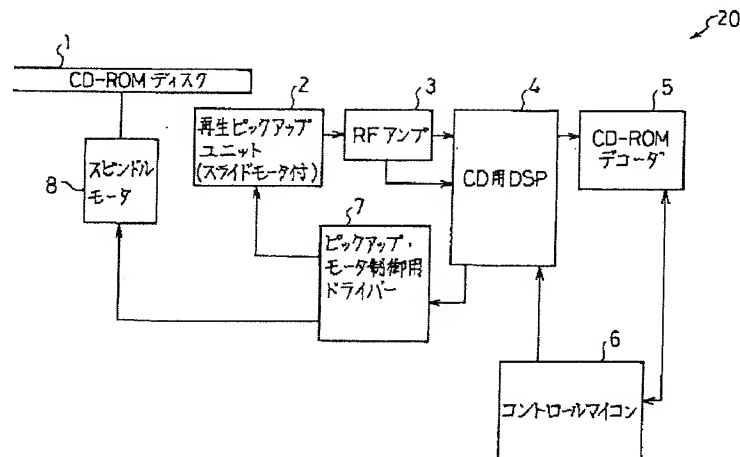 20
1
CD-ROM ディスク
2
再生ピックアップ
ユニット
(スライドモータ付)
3
RFアンプ
4
CD用DSP
5
CD-ROM
デコーダ
8
スピンドル
モータ
7
ピックアップ・
モータ制御用
ドライバー
6
コントロールマイコン